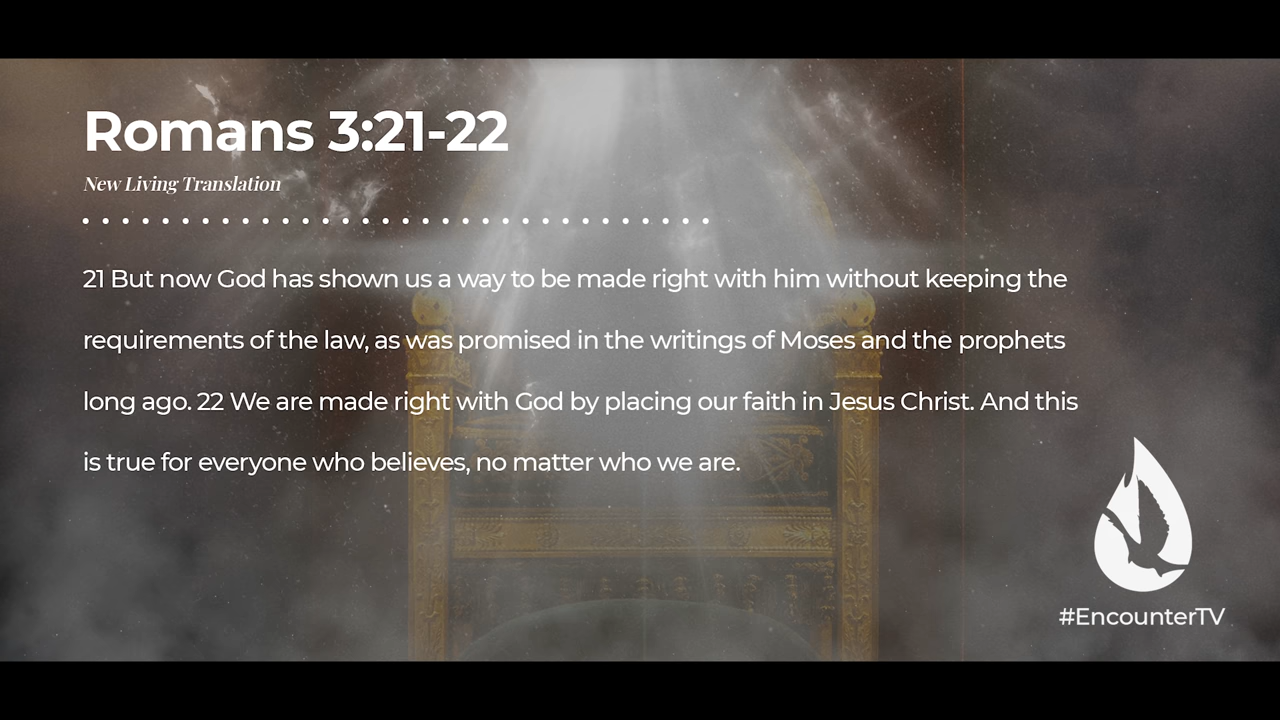 Romans 3:21-22
New Living Translation
21 But now God has shown us a way to be made right with him without keeping the
requirements of the law, as was promised in the writings of Moses and the prophets
long ago. 22 We are made right with God by placing our faith in Jesus Christ. And this
is true for everyone who believes, no matter who we are.
#EncounterTV